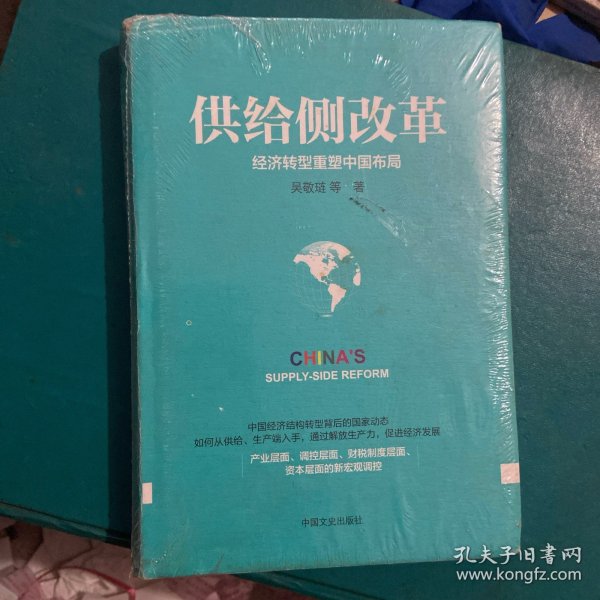 供给侧改革
经济转型重塑中国布局
吴敬琏 等 著
CHINA'S
SUPPLY-SIDE REFORM
中国经济结构转型背后的国家动态
如何从供给、生产端入手，通过解放生产力，促进经济发展
产业层面、调控层面、财税制度层面、
资本层面的新宏观调控
中国文史出版社
孔夫子旧书网
www.kongfz.com